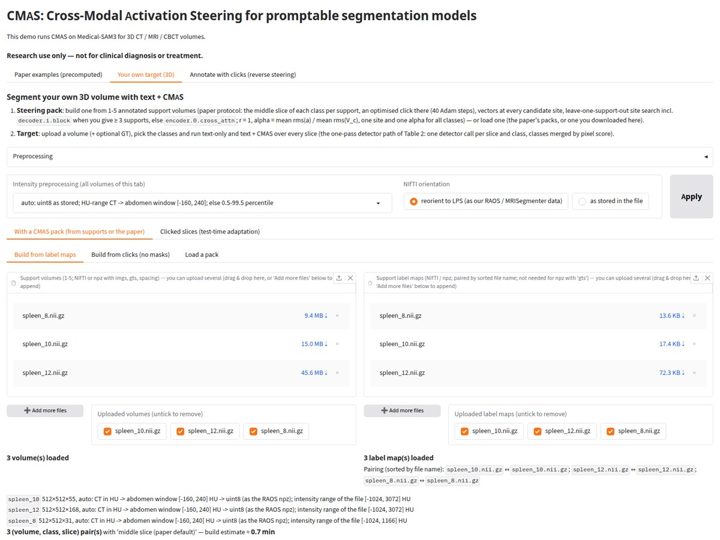 CMAS: Cross-Modal Activation Steering for promptable segmentation models
This demo runs CMAS on Medical-SAM3 for 3D CT / MRI / CBCT volumes.
Research use only — not for clinical diagnosis or treatment.
Paper examples (precomputed) Your own target (3D) Annotate with clicks (reverse steering)
Segment your own 3D volume with text + CMAS
1. Steering pack: build one from 1-5 annotated support volumes (paper protocol: the middle slice of each class per support, an optimised click there (40 Adam steps), vectors at every candidate site, leave-one-support-out site search incl.
decoder.i.block when you give ≥ 3 supports, else encoder.0.cross_attn; r = 1, alpha = mean rms(a) / mean rms(V_c), one site and one alpha for all classes) — or load one (the paper's packs, or one you downloaded here).
2. Target: upload a volume (+ optional GT), pick the classes and run text-only and text + CMAS over every slice (the one-pass detector path of Table 2: one detector call per slice and class, classes merged by pixel score).
Preprocessing
Intensity preprocessing (all volumes of this tab)
auto: uint8 as stored; HU-range CT -> abdomen window [-160, 240]; else 0.5-99.5 percentile
NIfTI orientation
reorient to LPS (as our RAOS / MRISegmenter data) as stored in the file
Apply
With a CMAS pack (from supports or the paper) Clicked slices (test-time adaptation)
Build from label maps Build from clicks (no masks) Load a pack
Support volumes (1-5; NIfTI or npz with imgs, gts, spacing) -- you can upload several (drag & drop here, or 'Add more files' below to
append)
spleen_8.nii.gz 9.4 MB ↓
spleen_10.nii.gz 15.0 MB ↓
spleen_12.nii.gz 45.6 MB ↓
Support label maps (NIfTI / npz; paired by sorted file name; not needed for npz with 'gts') -- you can upload several (drag & drop her
'Add more files' below to append)
spleen_8.nii.gz 13.6 KB ↓
spleen_10.nii.gz 17.4 KB ↓
spleen_12.nii.gz 72.3 KB ↓
+ Add more files
Uploaded volumes (untick to remove)
spleen_10.nii.gz spleen_12.nii.gz spleen_8.nii.gz
+ Add more files
Uploaded label maps (untick to remove)
spleen_10.nii.gz spleen_12.nii.gz spleen_8.nii.gz
3 volume(s) loaded
3 label map(s) loaded
Pairing (sorted by file name): spleen_10.nii.gz ↔ spleen_10.nii.gz; spleen_12.nii.gz ↔ spleen_12.nii.gz;
spleen_8.nii.gz ↔ spleen_8.nii.gz
spleen_10 512×512×55, auto: CT in HU -> abdomen window [-160, 240] HU -> uint8 (as the RAOS npz); intensity range of the file [-1024, 3072] HU
spleen_12 512×512×168, auto: CT in HU -> abdomen window [-160, 240] HU -> uint8 (as the RAOS npz); intensity range of the file [-1024, 3072] HU
spleen_8 512×512×31, auto: CT in HU -> abdomen window [-160, 240] HU -> uint8 (as the RAOS npz); intensity range of the file [-1024, 1166] HU
3 (volume, class, slice) pair(s) with 'middle slice (paper default)' — build estimate ≈ 0.7 min